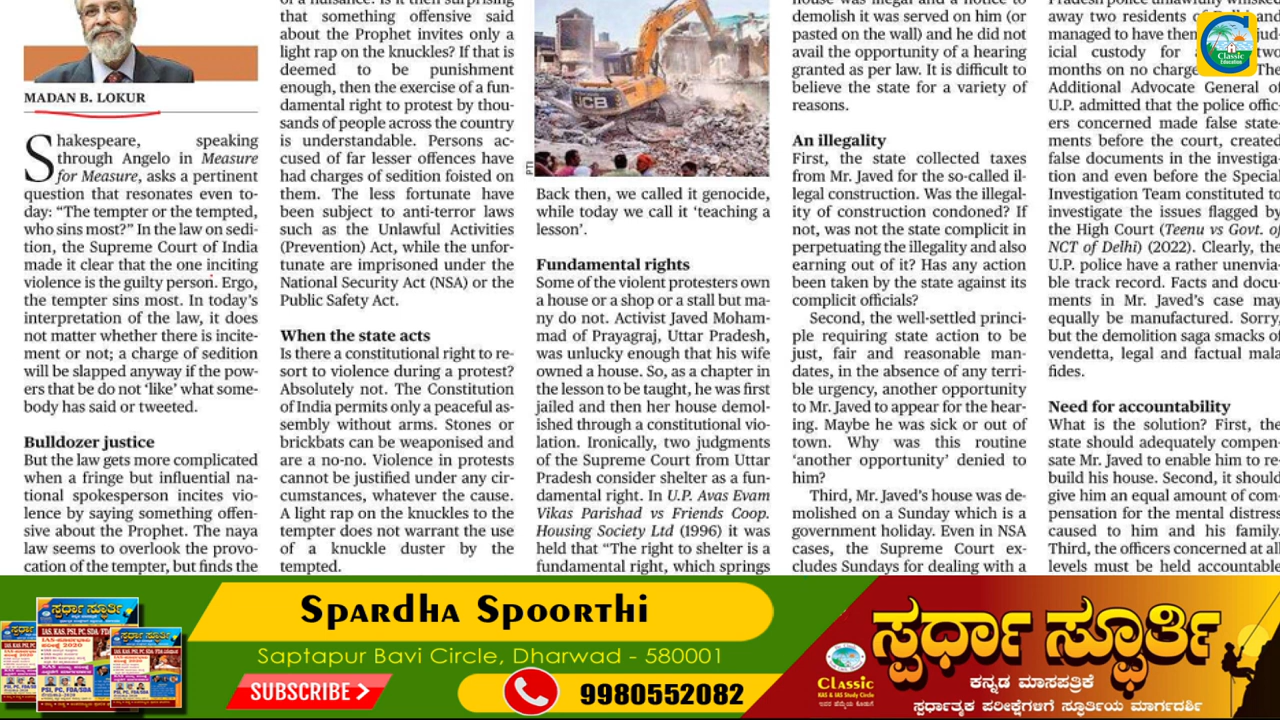 MADAN B. LOKUR
Shakespeare, speaking
through Angelo in Measure
for Measure, asks a pertinent
question that resonates even to-
day: “The tempter or the tempted,
who sins most?” In the law on sedi-
tion, the Supreme Court of India
made it clear that the one inciting
violence is the guilty person. Ergo,
the tempter sins most. In today’s
interpretation of the law, it does
not matter whether there is incite-
ment or not; a charge of sedition
will be slapped anyway if the pow-
ers that be do not ‘like’ what some-
body has said or tweeted.
Bulldozer justice
But the law gets more complicated
when a fringe but influential na-
tional spokesperson incites vio-
lence by saying something offen-
sive about the Prophet. The naya
law seems to overlook the provo-
cation of the tempter, but finds the
of a nuisance. Is it then surprising
that something offensive said
about the Prophet invites only a
light rap on the knuckles? If that is
deemed to be punishment
enough, then the exercise of a fun-
damental right to protest by thou-
sands of people across the country
is understandable. Persons ac-
cused of far lesser offences have
had charges of sedition foisted on
them. The less fortunate have
been subject to anti-terror laws
such as the Unlawful Activities
(Prevention) Act, while the unfor-
tunate are imprisoned under the
National Security Act (NSA) or the
Public Safety Act.
When the state acts
Is there a constitutional right to re-
sort to violence during a protest?
Absolutely not. The Constitution
of India permits only a peaceful as-
sembly without arms. Stones or
brickbats can be weaponised and
are a no-no. Violence in protests
cannot be justified under any cir-
cumstances, whatever the cause.
A light rap on the knuckles to the
tempter does not warrant the use
of a knuckle duster by the
tempted.
JCB
PTI
Back then, we called it genocide,
while today we call it ‘teaching a
lesson’.
Fundamental rights
Some of the violent protesters own
a house or a shop or a stall but ma-
ny do not. Activist Javed Moham-
mad of Prayagraj, Uttar Pradesh,
was unlucky enough that his wife
owned a house. So, as a chapter in
the lesson to be taught, he was first
jailed and then her house demol-
ished through a constitutional vio-
lation. Ironically, two judgments
of the Supreme Court from Uttar
Pradesh consider shelter as a fun-
damental right. In U.P. Avas Evam
Vikas Parishad vs Friends Coop.
Housing Society Ltd (1996) it was
held that “The right to shelter is a
fundamental right, which springs
house was illegal and a notice to
demolish it was served on him (or
pasted on the wall) and he did not
avail the opportunity of a hearing
granted as per law. It is difficult to
believe the state for a variety of
reasons.
An illegality
First, the state collected taxes
from Mr. Javed for the so-called il-
legal construction. Was the illegal-
ity of construction condoned? If
not, was not the state complicit in
perpetuating the illegality and also
earning out of it? Has any action
been taken by the state against its
complicit officials?
Second, the well-settled princi-
ple requiring state action to be
just, fair and reasonable man-
dates, in the absence of any terri-
ble urgency, another opportunity
to Mr. Javed to appear for the hear-
ing. Maybe he was sick or out of
town. Why was this routine
‘another opportunity’ denied to
him?
Third, Mr. Javed’s house was de-
molished on a Sunday which is a
government holiday. Even in NSA
cases, the Supreme Court ex-
cludes Sundays for dealing with a
Pradesh police unlawfully whisked
away two residents of Delhi and
managed to have them jud-
icial custody for two
months on no charge The
Additional Advocate General of
U.P. admitted that the police offic-
ers concerned made false state-
ments before the court, created
false documents in the investiga-
tion and even before the Special
Investigation Team constituted to
investigate the issues flagged by
the High Court (Teenu vs Govt. of
NCT of Delhi) (2022). Clearly, the
U.P. police have a rather unenvia-
ble track record. Facts and docu-
ments in Mr. Javed’s case may
equally be manufactured. Sorry,
but the demolition saga smacks of
vendetta, legal and factual mala
fides.
Need for accountability
What is the solution? First, the
state should adequately compen-
sate Mr. Javed to enable him to re-
build his house. Second, it should
give him an equal amount of com-
pensation for the mental distress
caused to him and his family.
Third, the officers concerned at all
levels must be held accountable
Classic
Education
Spardha Spoorthi
Saptapur Bavi Circle, Dharwad - 580001
SUBSCRIBE
9980552082
ಸ್ಪರ್ಧಾ ಸ್ಫೂರ್ತಿ
ಕನ್ನಡ ಮಾಸಪತ್ರಿಕೆ
ಸ್ಪರ್ಧಾತ್ಮಕ ಪರೀಕ್ಷೆಗಳಿಗೆ ಸ್ಫೂರ್ತಿಯ ಮಾರ್ಗದರ್ಶಿ
Classic
KAS & IAS Study Circle
ಸ್ಪರ್ಧಾ ಸ್ಫೂರ್ತಿ